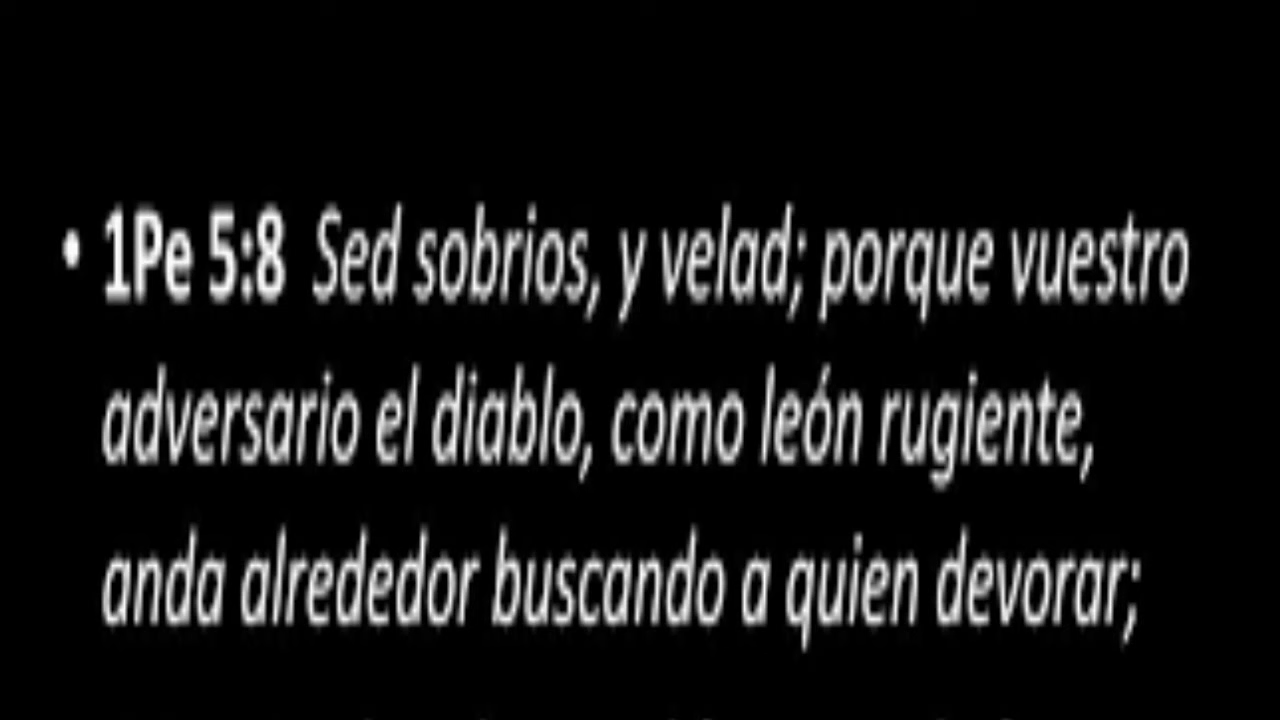 • 1Pe 5:8 Sed sobrios, y velad; porque vuestro
adversario el diablo, como león rugiente,
anda alrededor buscando a quien devorar;